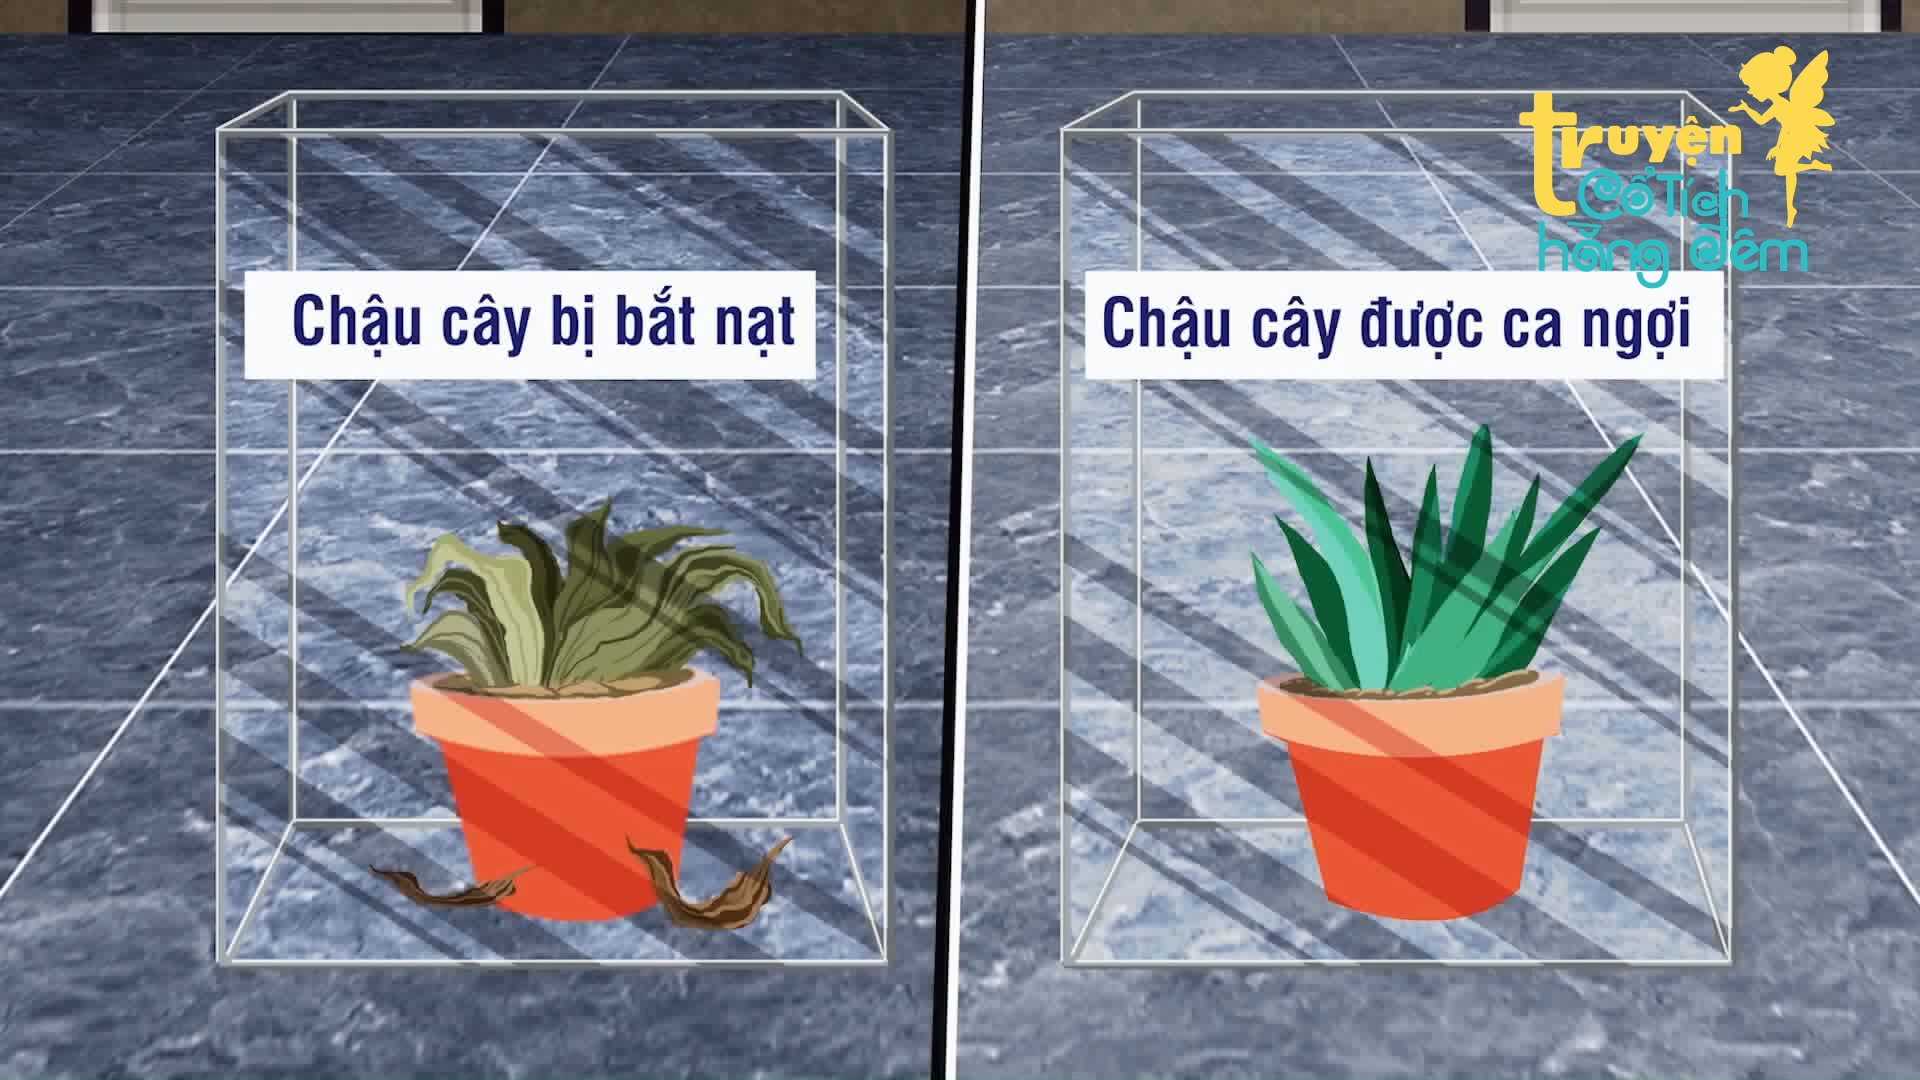 truyện
Cổ Tích
hằng đêm
Chậu cây bị bắt nạt
Chậu cây được ca ngợi